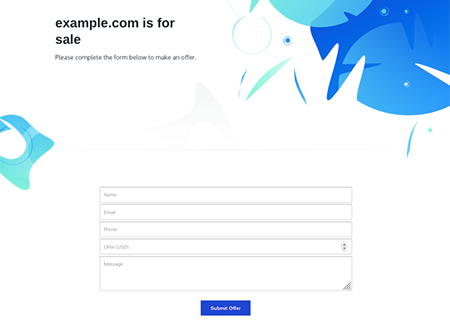 example.com is for
sale
Please complete the form below to make an offer.
Name
Email
Phone
Offer (USD)
Message
Submit Offer